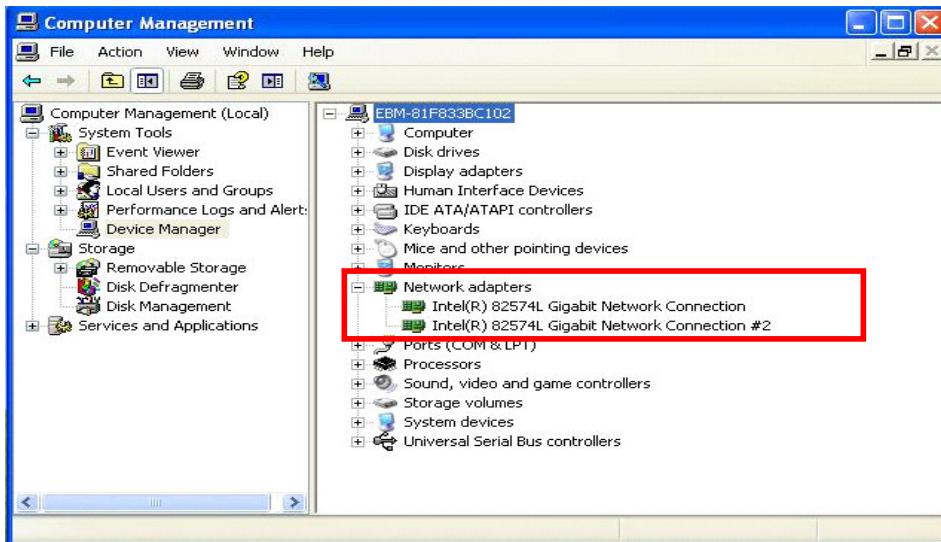 Computer Management
File Action View Window Help
Computer Management (Local)
System Tools
Event Viewer
Shared Folders
Local Users and Groups
Performance Logs and Alert:
Device Manager
Storage
Removable Storage
Disk Defragmenter
Disk Management
Services and Applications
EBM-81F833BC102
Computer
Disk drives
Display adapters
Human Interface Devices
IDE ATA/ATAPI controllers
Keyboards
Mice and other pointing devices
Monitors
Network adapters
Intel(R) 82574L Gigabit Network Connection
Intel(R) 82574L Gigabit Network Connection #2
Ports (COM & LPT)
Processors
Sound, video and game controllers
Storage volumes
System devices
Universal Serial Bus controllers